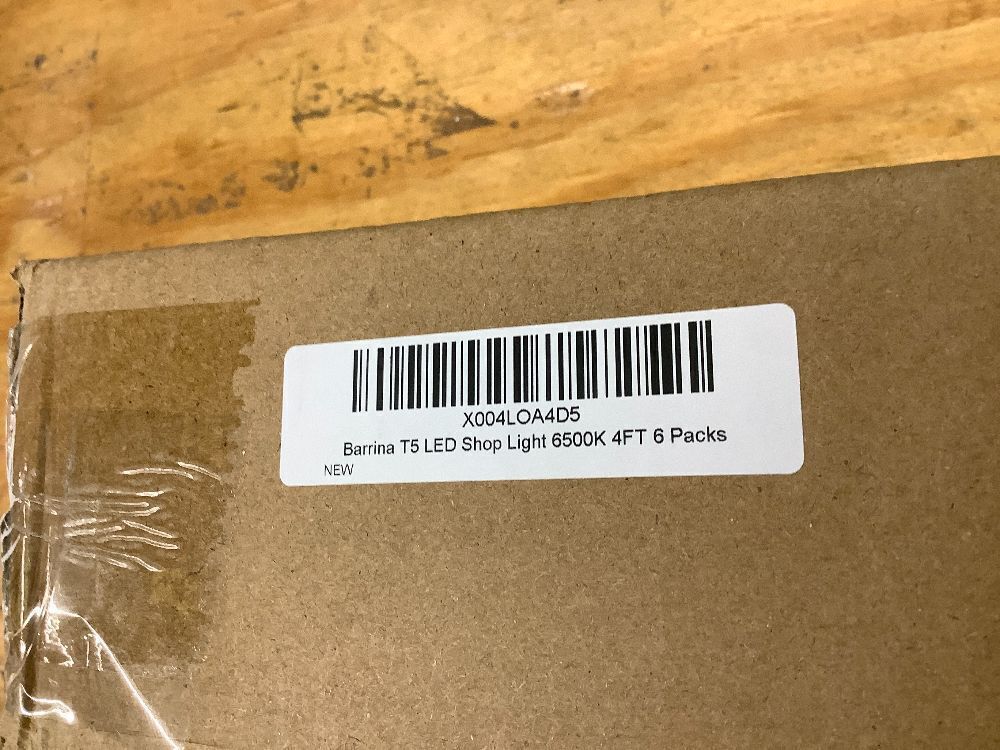 X004LOA4D5
Barrina T5 LED Shop Light 6500K 4FT 6 Packs
NEW